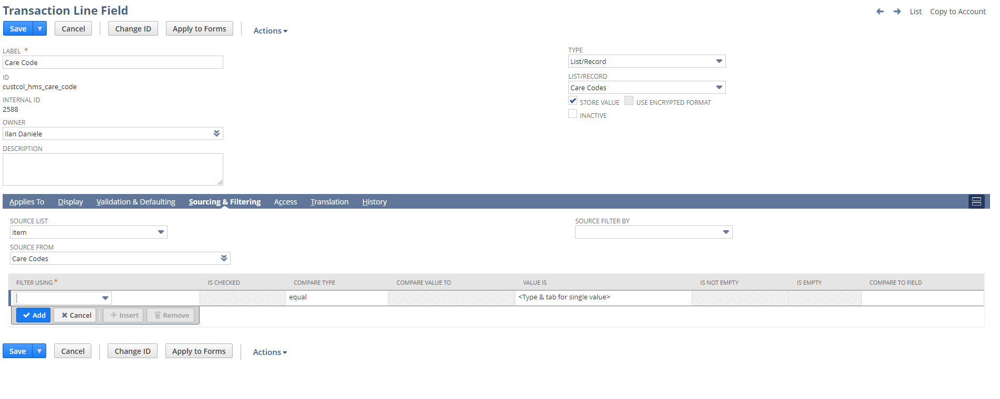 Transaction Line Field
List
Copy to Account
Save
Cancel
Change ID
Apply to Forms
Actions
LABEL *
Care Code
ID
custcol_hms_care_code
INTERNAL ID
2588
OWNER
Ilan Daniele
DESCRIPTION
TYPE
List/Record
LIST/RECORD
Care Codes
STORE VALUE
USE ENCRYPTED FORMAT
INACTIVE
Applies To
Display
Validation & Defaulting
Sourcing & Filtering
Access
Translation
History
SOURCE LIST
Item
SOURCE FROM
Care Codes
SOURCE FILTER BY
FILTER USING *
IS CHECKED
COMPARE TYPE
COMPARE VALUE TO
VALUE IS
IS NOT EMPTY
IS EMPTY
COMPARE TO FIELD
equal
<Type & tab for single value>
Add
Cancel
Insert
Remove
Save
Cancel
Change ID
Apply to Forms
Actions